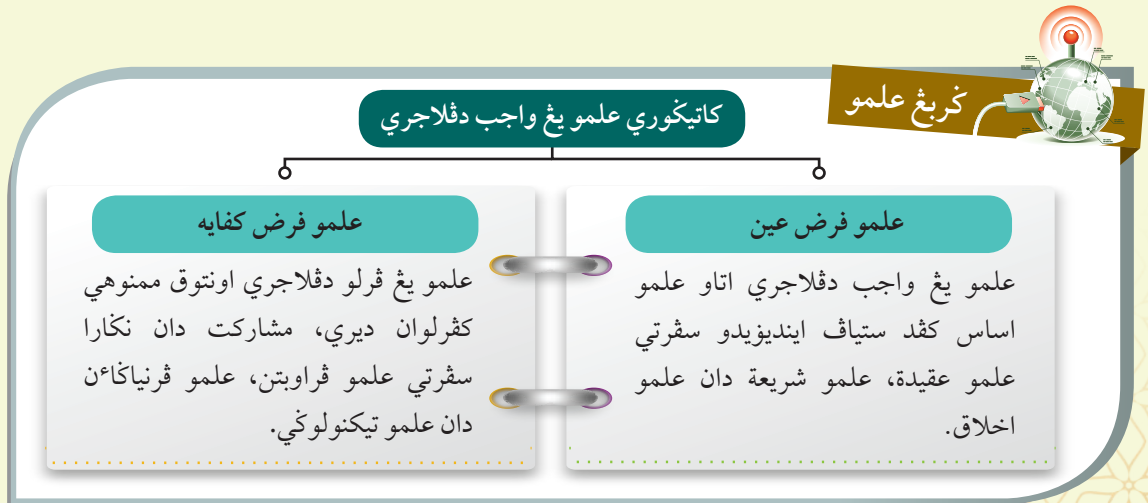 ݢربڠ علمو
كاتيݢوري علمو يڠ واجب دڤلاجري
علمو فرض عين
علمو يڠ واجب دڤلاجري اتاو علمو
اساس كڤد ستياڤ اينديۏيدو سڤرتي
علمو عقيدة، علمو شريعة دان علمو
اخلاق.
علمو فرض كفايه
علمو يڠ ڤرلو دڤلاجري اونتوق ممنوهي
كڤرلوان ديري، مشاركت دان نݢارا
سڤرتي علمو ڤراوبتن، علمو ڤرنياݢاءن
دان علمو تيكنولوݢي.